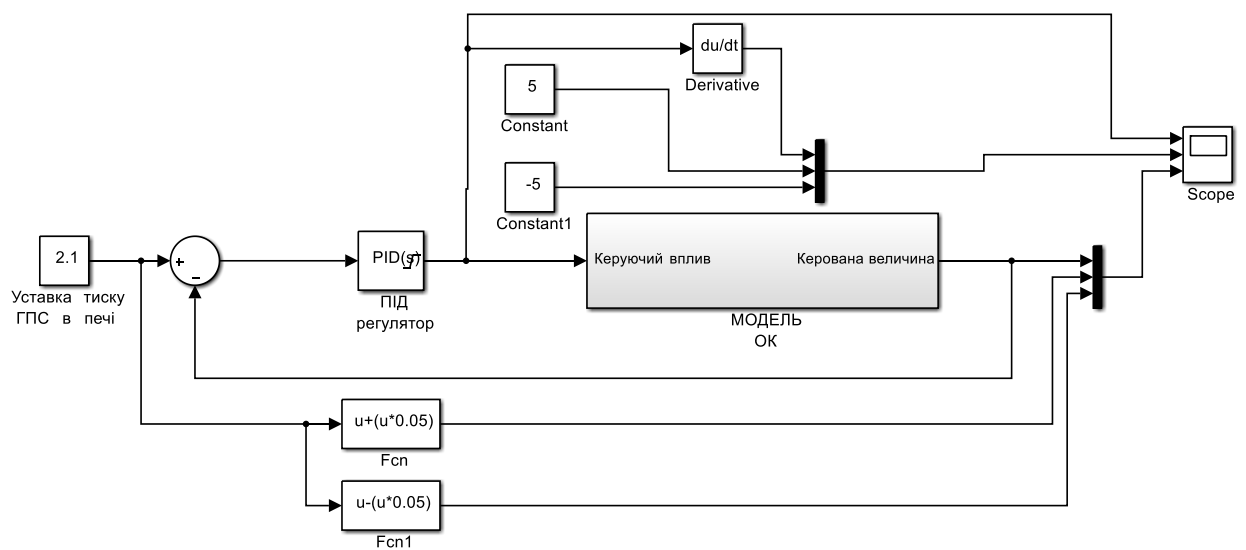 du/dt
Derivative
5
Constant
-5
Constant1
Scope
2.1
Уставка тиску
ГПС в печі
+
−
PID(s)
ПІД
регулятор
Керуючий вплив
Керована величина
МОДЕЛЬ
ОК
u+(u*0.05)
Fcn
u-(u*0.05)
Fcn1